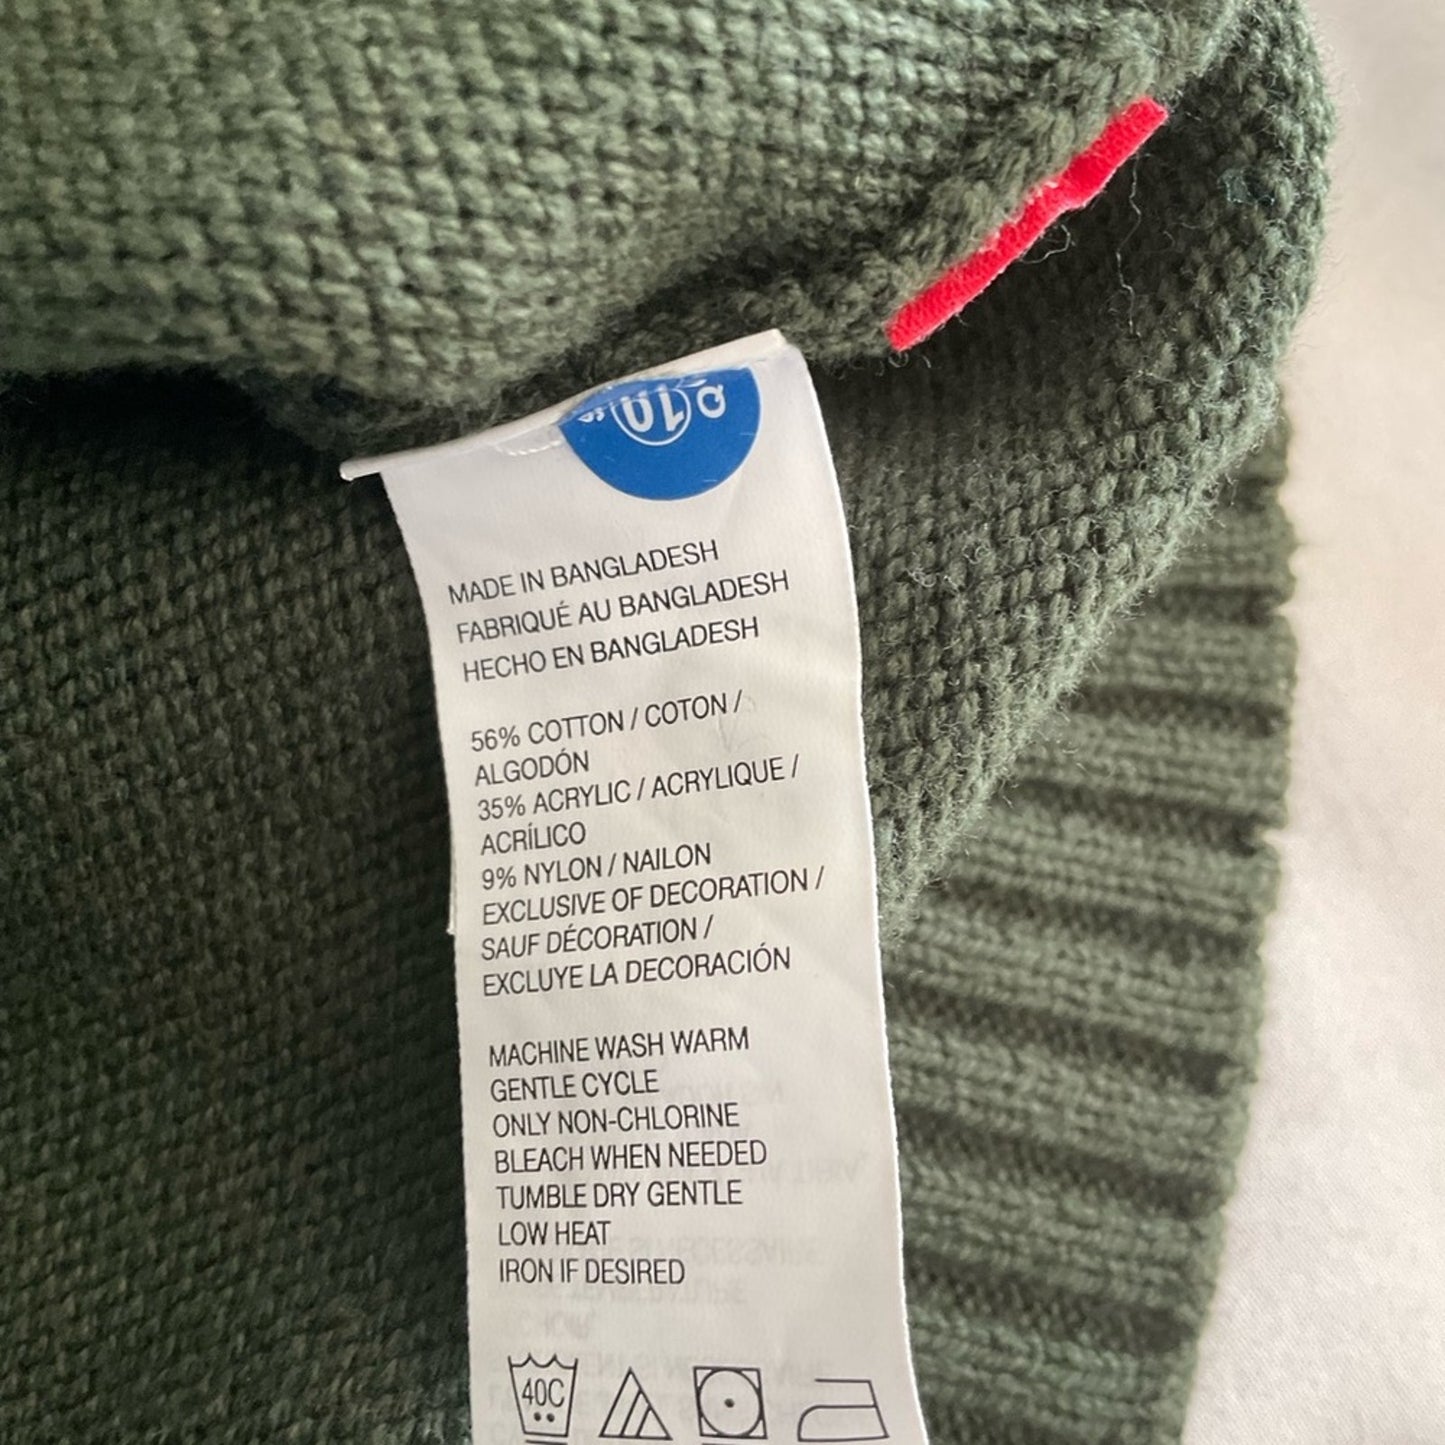 10
MADE IN BANGLADESH
FABRIQUÉ AU BANGLADESH
HECHO EN BANGLADESH
56% COTTON / COTON /
ALGODÓN
35% ACRYLIC / ACRYLIQUE /
ACRÍLICO
9% NYLON / NAILON
EXCLUSIVE OF DECORATION /
SAUF DÉCORATION /
EXCLUYE LA DECORACIÓN
MACHINE WASH WARM
GENTLE CYCLE
ONLY NON-CHLORINE
BLEACH WHEN NEEDED
TUMBLE DRY GENTLE
LOW HEAT
IRON IF DESIRED
40C